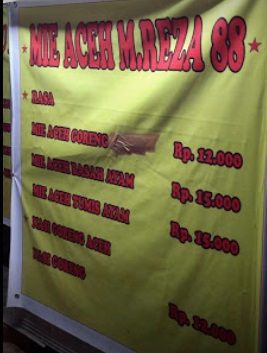 MIE ACEH M.REZA 88
RASA
MIE ACEH GORENG
Rp. 12.000
MIE ACEH BASAH AYAM
Rp. 15.000
MIE ACEH TUMIS AYAM
Rp. 15.000
NASI GORENG ACEH
NASI GORENG